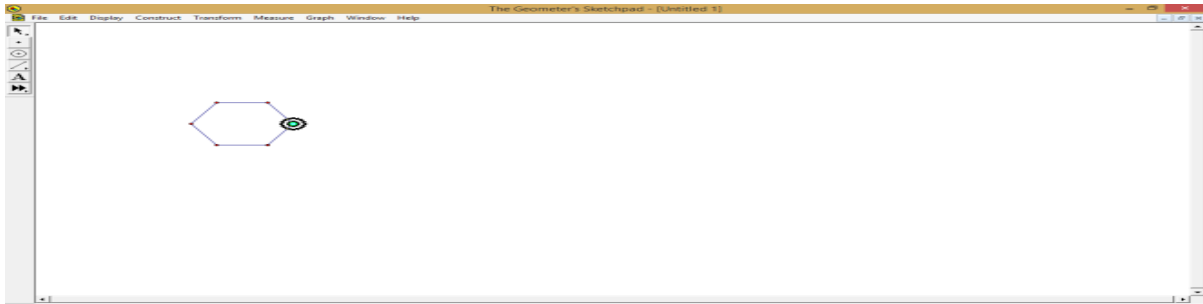 The Geometer's Sketchpad - [Untitled 1]
File Edit Display Construct Transform Measure Graph Window Help
A